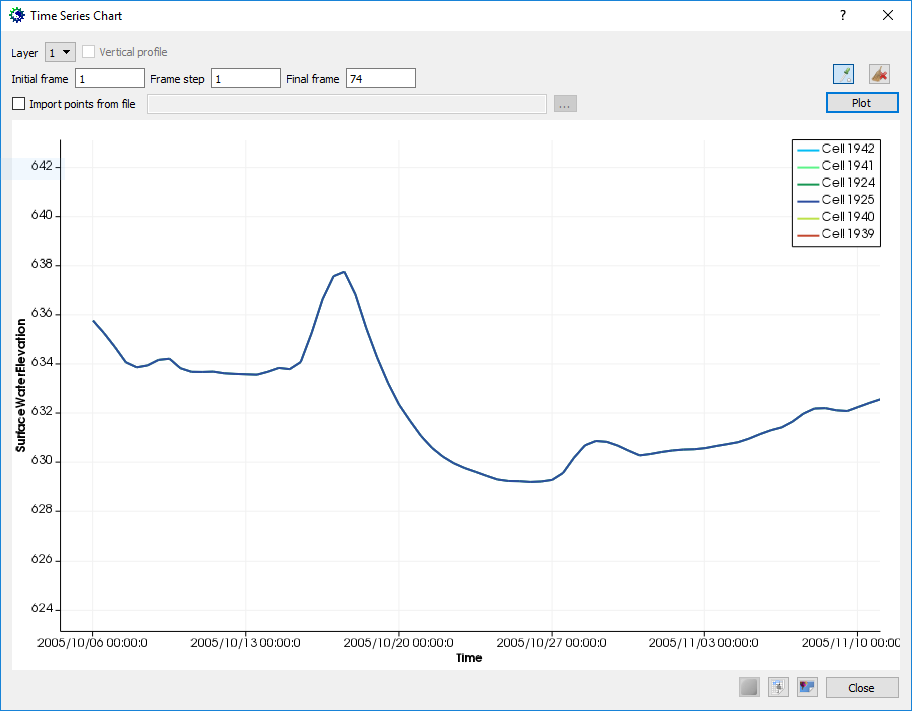 Time Series Chart
?
Layer 1 Vertical profile
Initial frame 1 Frame step 1 Final frame 74
Import points from file ...
Plot
642
640
638
636
634
632
630
628
626
624
SurfaceWaterElevation
Cell 1942
Cell 1941
Cell 1924
Cell 1925
Cell 1940
Cell 1939
2005/10/06 00:00:0 2005/10/13 00:00:0 2005/10/20 00:00:0 2005/10/27 00:00:0 2005/11/03 00:00:0 2005/11/10 00:00:0
Time
Close